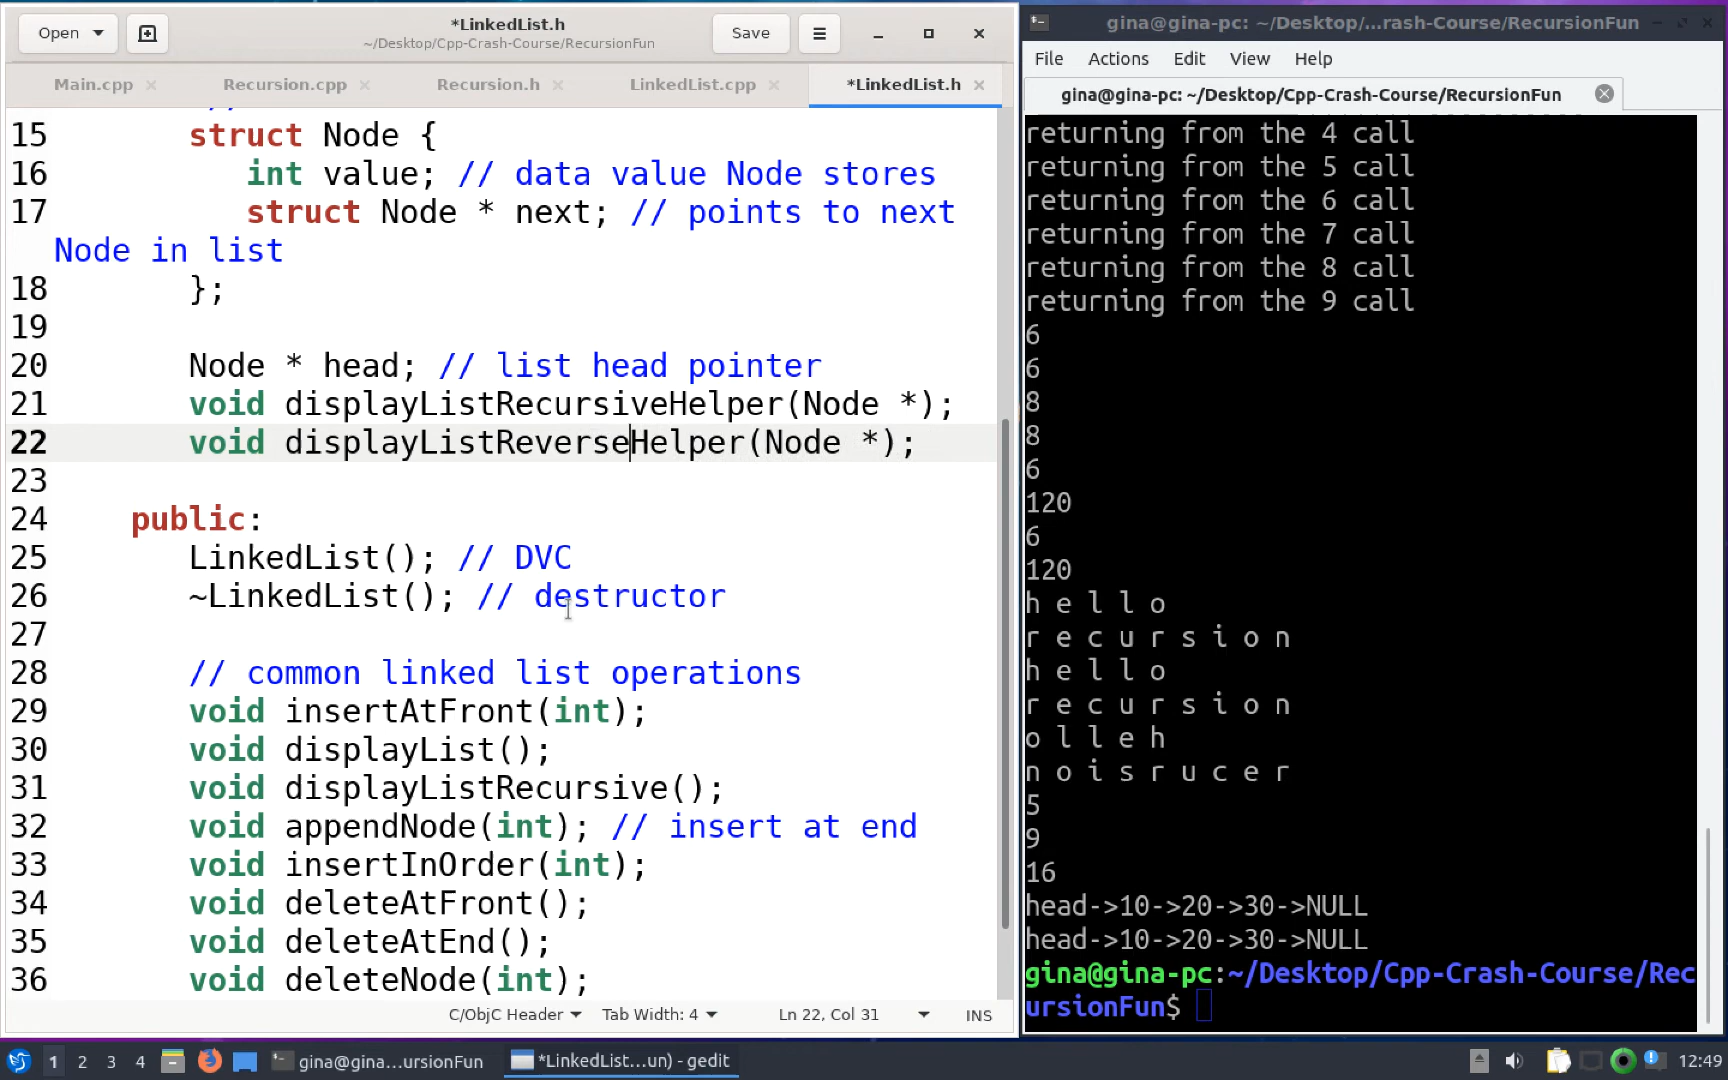 Open
*LinkedList.h
~/Desktop/Cpp-Crash-Course/RecursionFun
Save
Main.cpp
Recursion.cpp
Recursion.h
LinkedList.cpp
*LinkedList.h
15 struct Node {
16 int value; // data value Node stores
17 struct Node * next; // points to next
Node in list
18 };
19
20 Node * head; // list head pointer
21 void displayListRecursiveHelper(Node *);
22 void displayListReverseHelper(Node *);
23
24 public:
25 LinkedList(); // DVC
26 ~LinkedList(); // destructor
27
28 // common linked list operations
29 void insertAtFront(int);
30 void displayList();
31 void displayListRecursive();
32 void appendNode(int); // insert at end
33 void insertInOrder(int);
34 void deleteAtFront();
35 void deleteAtEnd();
36 void deleteNode(int);
C/ObjC Header
Tab Width: 4
Ln 22, Col 31
INS
gina@gina-pc: ~/Desktop/...rash-Course/RecursionFun
File Actions Edit View Help
gina@gina-pc: ~/Desktop/Cpp-Crash-Course/RecursionFun
returning from the 4 call
returning from the 5 call
returning from the 6 call
returning from the 7 call
returning from the 8 call
returning from the 9 call
6
6
8
8
6
120
6
120
h e l l o
r e c u r s i o n
h e l l o
r e c u r s i o n
o l l e h
n o i s r u c e r
5
9
16
head->10->20->30->NULL
head->10->20->30->NULL
gina@gina-pc:~/Desktop/Cpp-Crash-Course/Rec
ursionFun$
1 2 3 4
gina@gina...ursionFun
*LinkedList...un) - gedit
12:49